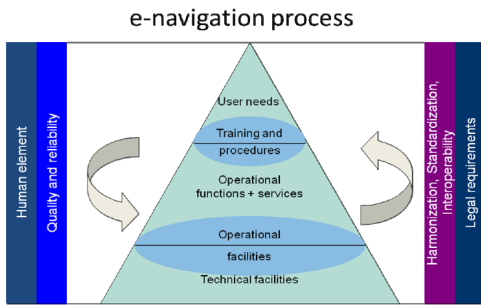 e-navigation process
Human element
Quality and reliability
User needs
Training and
procedures
Operational
functions + services
Operational
facilities
Technical facilities
Harmonization, Standardization,
Interoperability
Legal requirements